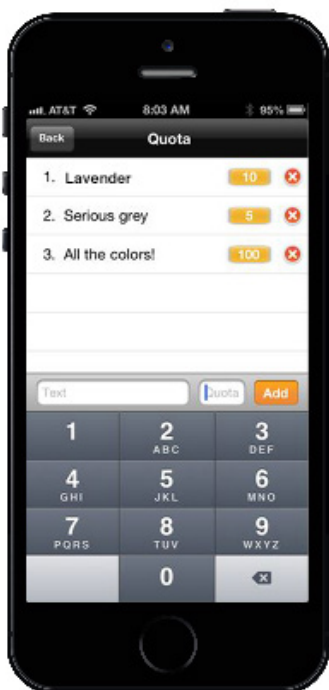 AT&T 8:03 AM 95%
Back Quota
1. Lavender 10
2. Serious grey 5
3. All the colors! 100
Text Quota Add
1 2 3
ABC DEF
4 5 6
GHI JKL MNO
7 8 9
PQRS TUV WXYZ
0